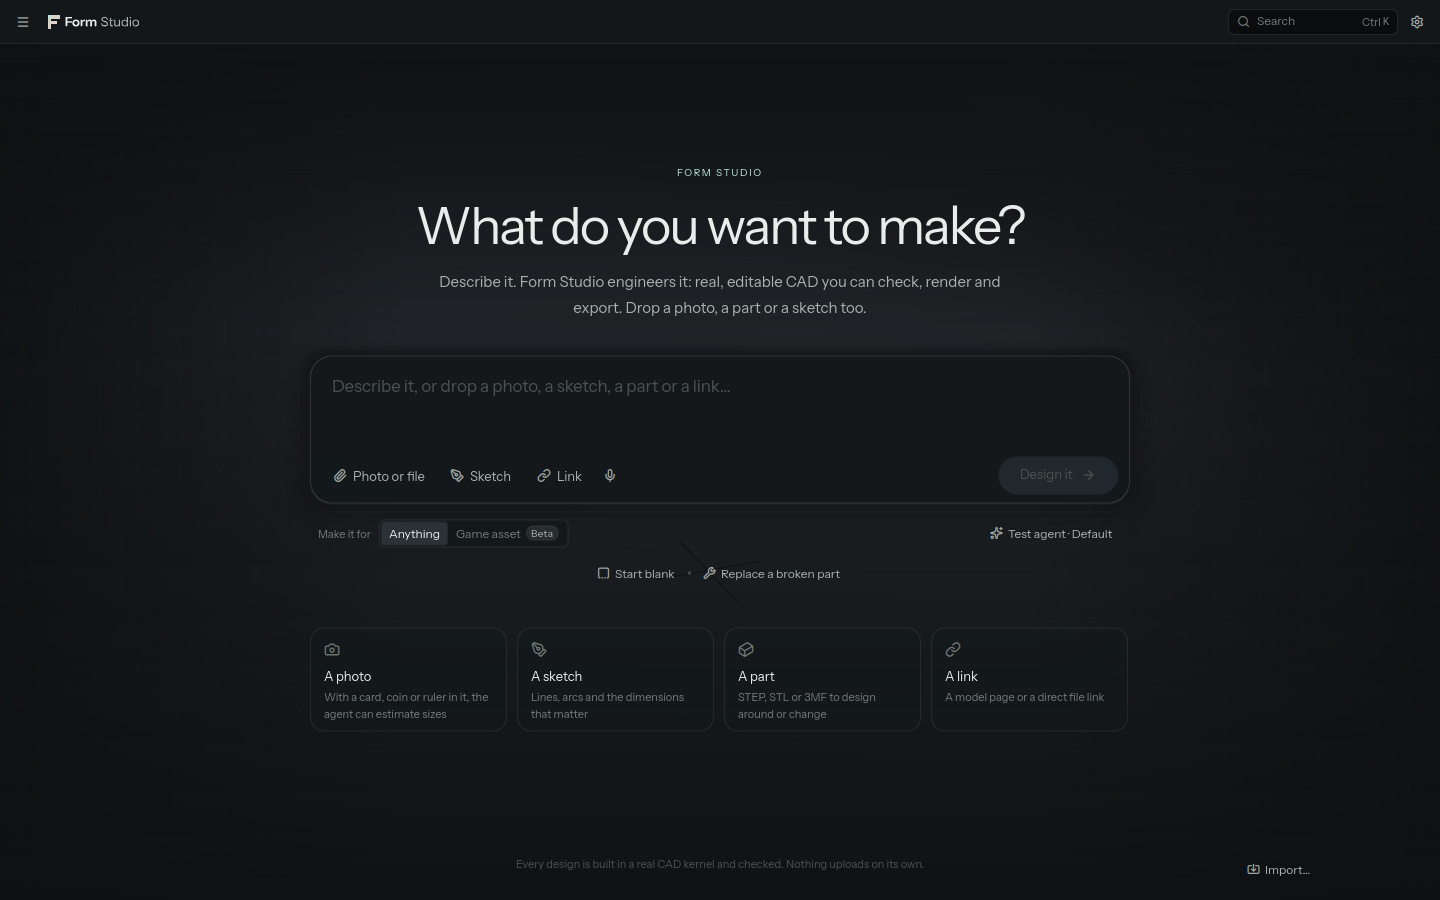 Form Studio
Search
Ctrl K
FORM STUDIO
What do you want to make?
Describe it. Form Studio engineers it: real, editable CAD you can check, render and
export. Drop a photo, a part or a sketch too.
Describe it, or drop a photo, a sketch, a part or a link...
Photo or file
Sketch
Link
Design it
Make it for
Anything
Game asset
Beta
Test agent · Default
Start blank
Replace a broken part
A photo
With a card, coin or ruler in it, the
agent can estimate sizes
A sketch
Lines, arcs and the dimensions
that matter
A part
STEP, STL or 3MF to design
around or change
A link
A model page or a direct file link
Every design is built in a real CAD kernel and checked. Nothing uploads on its own.
Import...